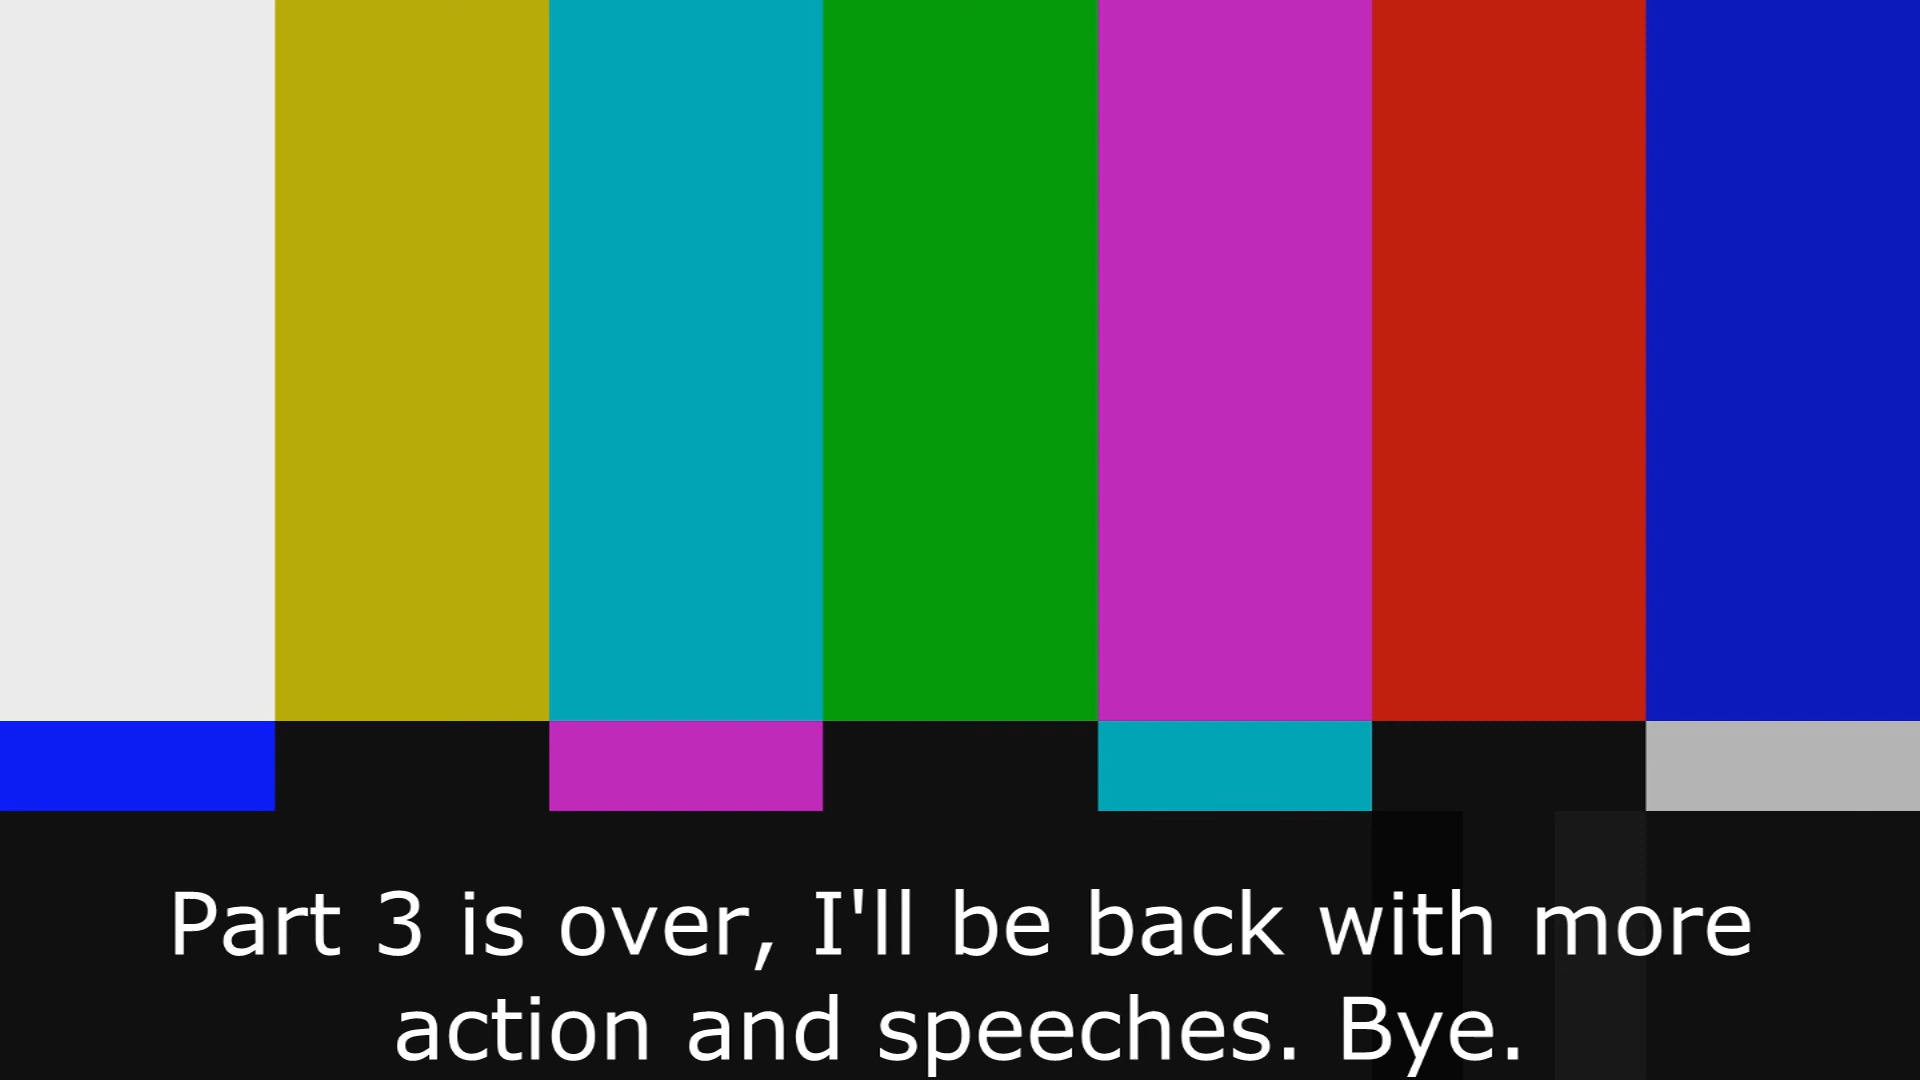 Part 3 is over, I'll be back with more
action and speeches. Bye.